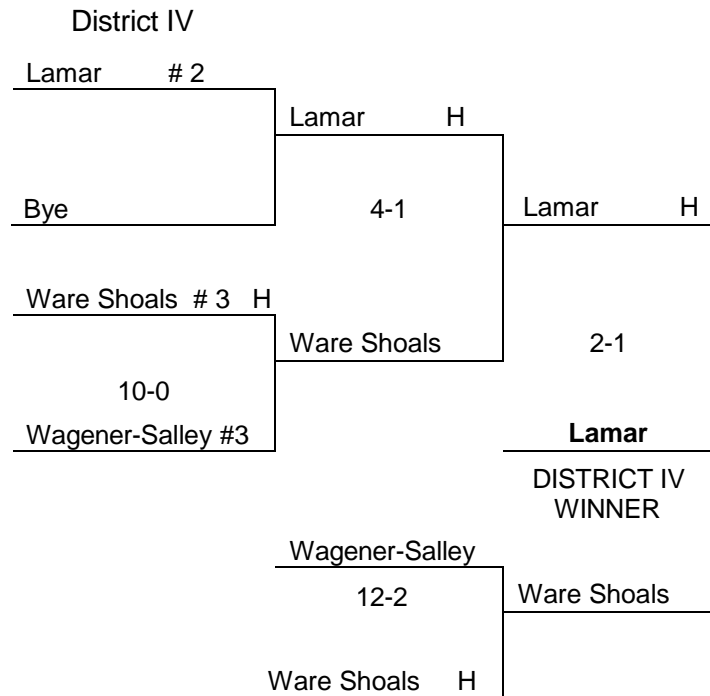 District IV
Lamar # 2
Lamar H
Bye
4-1
Lamar H
Ware Shoals # 3 H
Ware Shoals
2-1
10-0
Wagener-Salley #3
Lamar
DISTRICT IV
WINNER
Wagener-Salley
12-2
Ware Shoals
Ware Shoals H